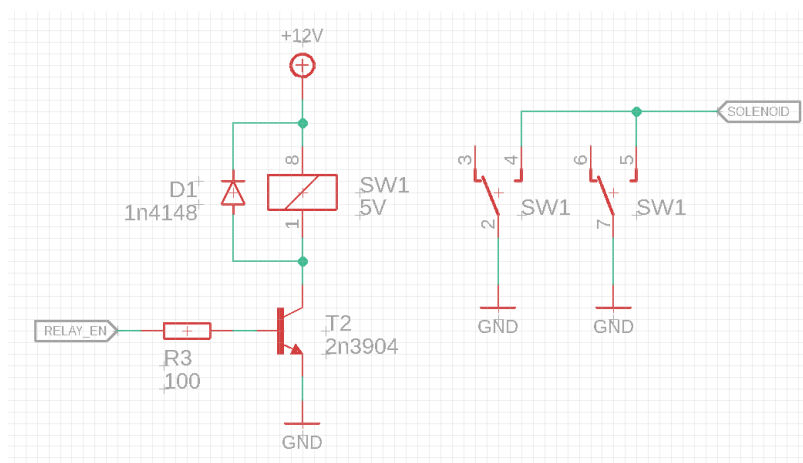 +12V
SOLENOID
8
3
4
6
5
D1
1n4148
SW1
5V
SW1
SW1
1
2
7
RELAY_EN
T2
2n3904
GND
GND
R3
100
GND